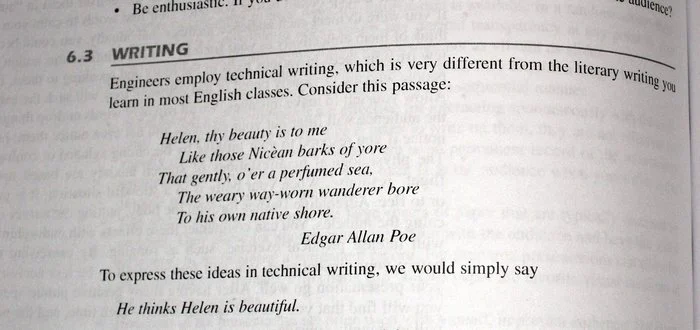 • Be enthusiastic. If you
audience?
6.3 WRITING
Engineers employ technical writing, which is very different from the literary writing you
learn in most English classes. Consider this passage:
Helen, thy beauty is to me
Like those Nicèan barks of yore
That gently, o'er a perfumed sea,
The weary way-worn wanderer bore
To his own native shore.
Edgar Allan Poe
To express these ideas in technical writing, we would simply say
He thinks Helen is beautiful.